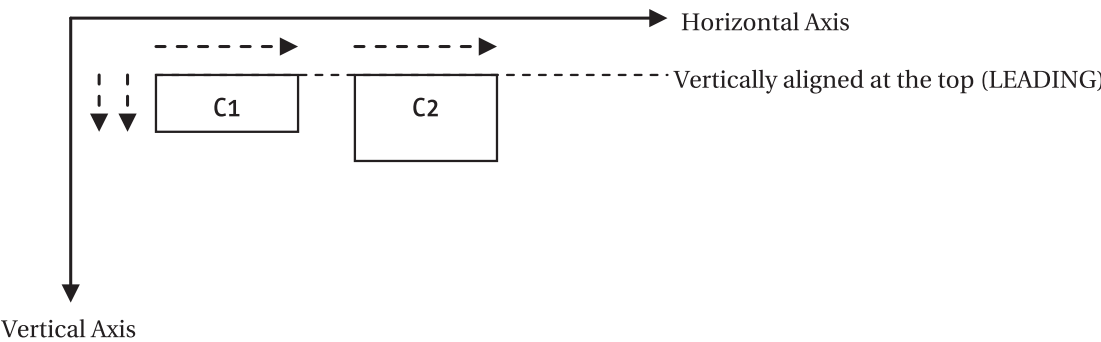 Horizontal Axis
Vertically aligned at the top (LEADING)
C1
C2
Vertical Axis